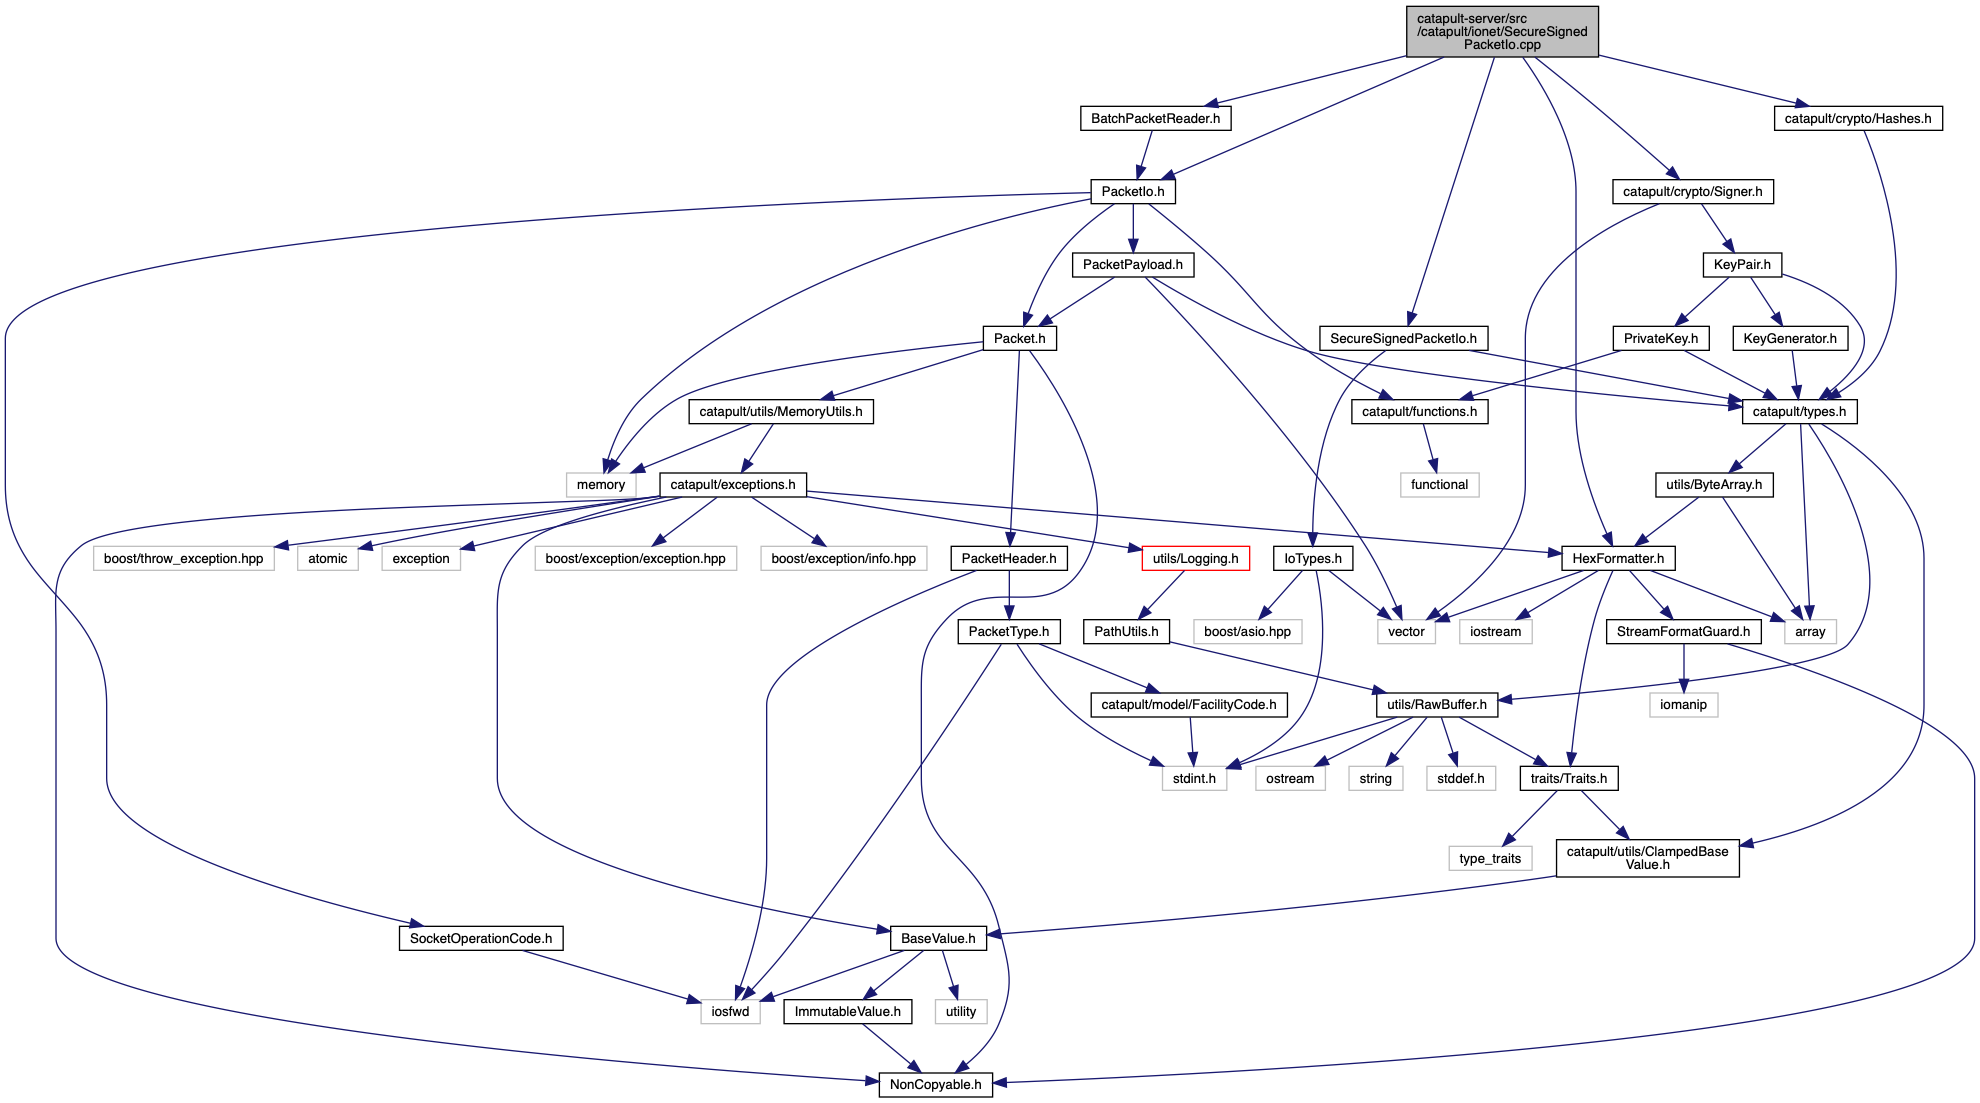 catapult-server/src
/catapult/ionet/SecureSigned
PacketIo.cpp
BatchPacketReader.h
catapult/crypto/Hashes.h
PacketIo.h
catapult/crypto/Signer.h
PacketPayload.h
KeyPair.h
Packet.h
SecureSignedPacketIo.h
PrivateKey.h
KeyGenerator.h
catapult/utils/MemoryUtils.h
catapult/functions.h
catapult/types.h
memory
catapult/exceptions.h
functional
utils/ByteArray.h
boost/throw_exception.hpp
atomic
exception
boost/exception/exception.hpp
boost/exception/info.hpp
PacketHeader.h
utils/Logging.h
IoTypes.h
HexFormatter.h
PacketType.h
PathUtils.h
boost/asio.hpp
vector
iostream
StreamFormatGuard.h
array
catapult/model/FacilityCode.h
utils/RawBuffer.h
iomanip
stdint.h
ostream
string
stddef.h
traits/Traits.h
type_traits
catapult/utils/ClampedBase
Value.h
SocketOperationCode.h
BaseValue.h
iosfwd
ImmutableValue.h
utility
NonCopyable.h